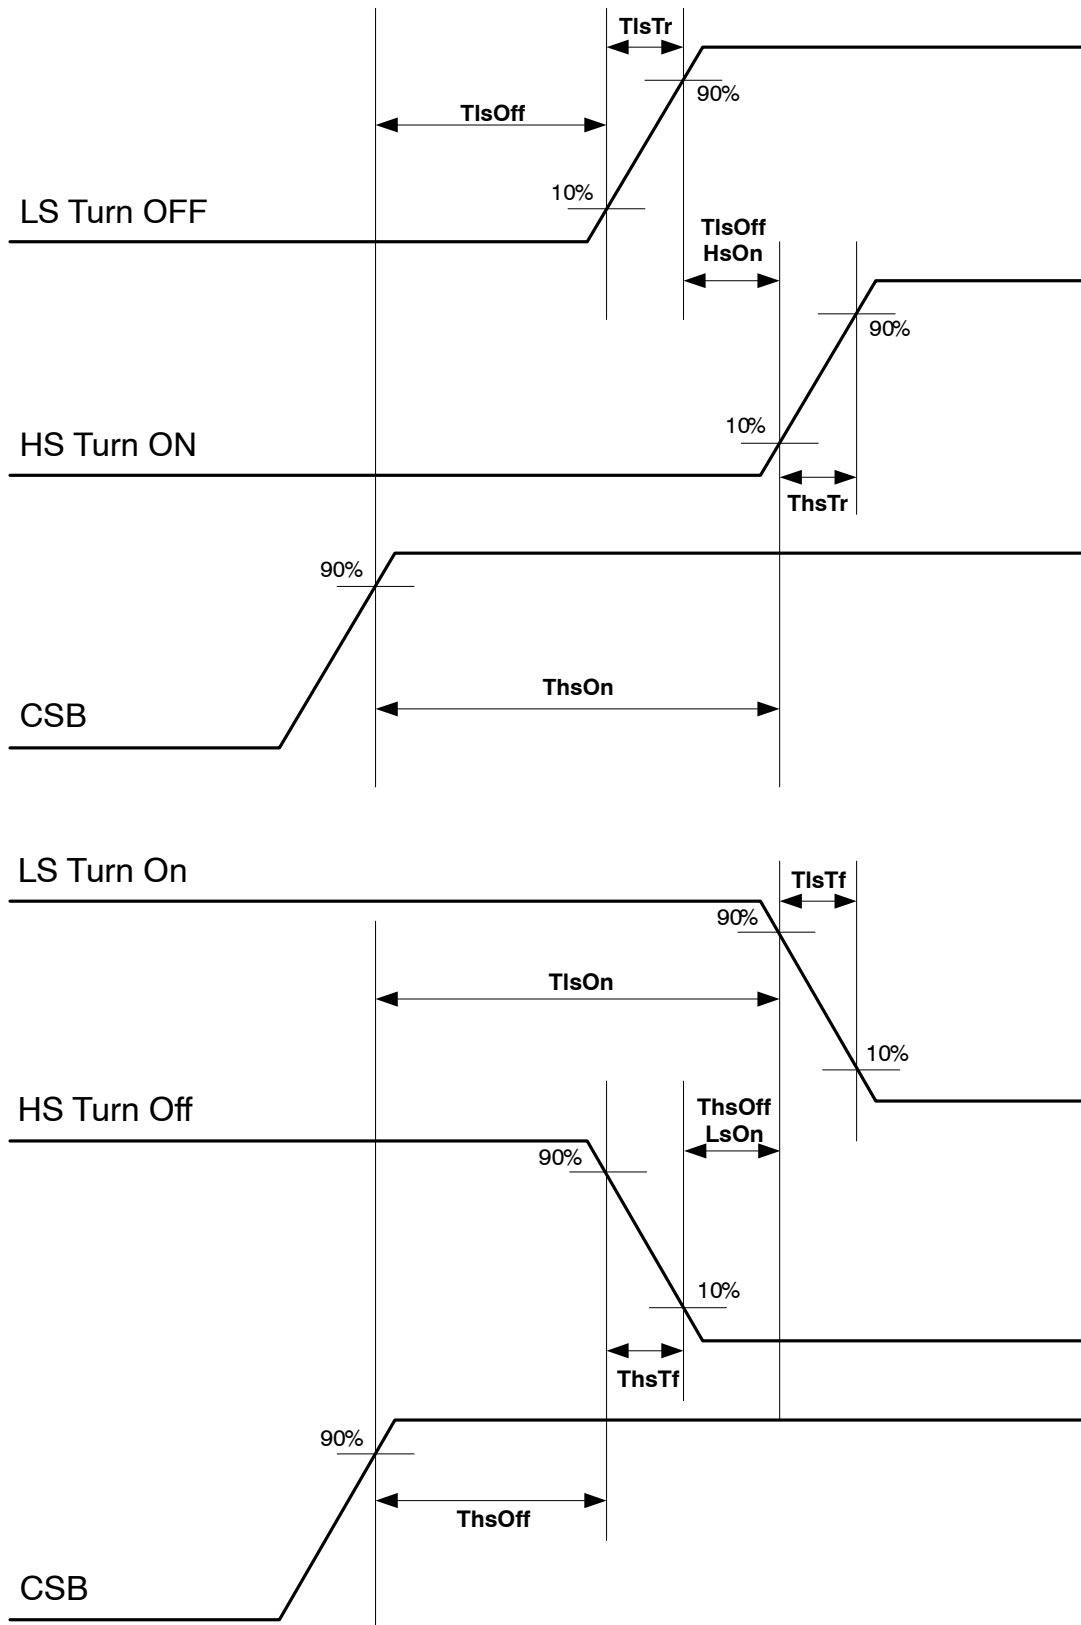 TlsTr
90%
TlsOff
10%
LS Turn OFF
TlsOff
HsOn
90%
10%
HS Turn ON
ThsTr
90%
ThsOn
CSB
LS Turn On
TlsTf
90%
TlsOn
10%
HS Turn Off
ThsOff
LsOn
90%
10%
ThsTf
90%
ThsOff
CSB